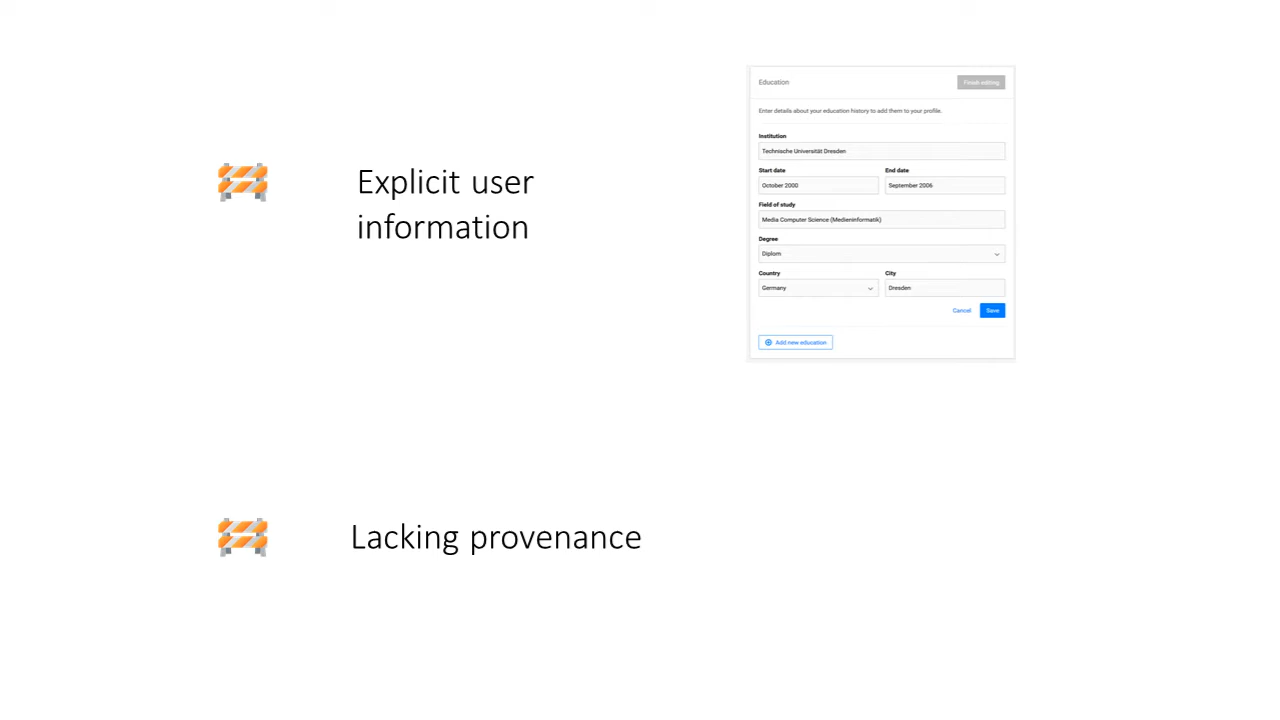 Explicit user
information
Education
Finish editing
Enter details about your education history to add them to your profile.
Institution
Technische Universität Dresden
Start date
End date
October 2000
September 2006
Field of study
Media Computer Science (Medieninformatik)
Degree
Diplom
Country
City
Germany
Dresden
Cancel
Save
Add new education
Lacking provenance